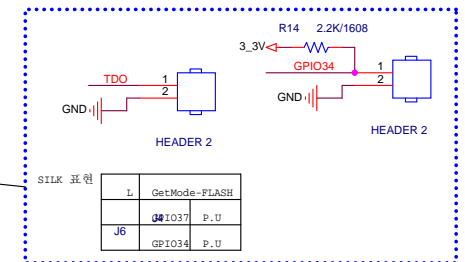 R14 2.2K/1608
3_3V
TDO 1
2
GND
GPIO34 1
2
GND
HEADER 2
HEADER 2
SILK 표현
L GetMode-FLASH
J4
GPIO37 P.U
J6
GPIO34 P.U